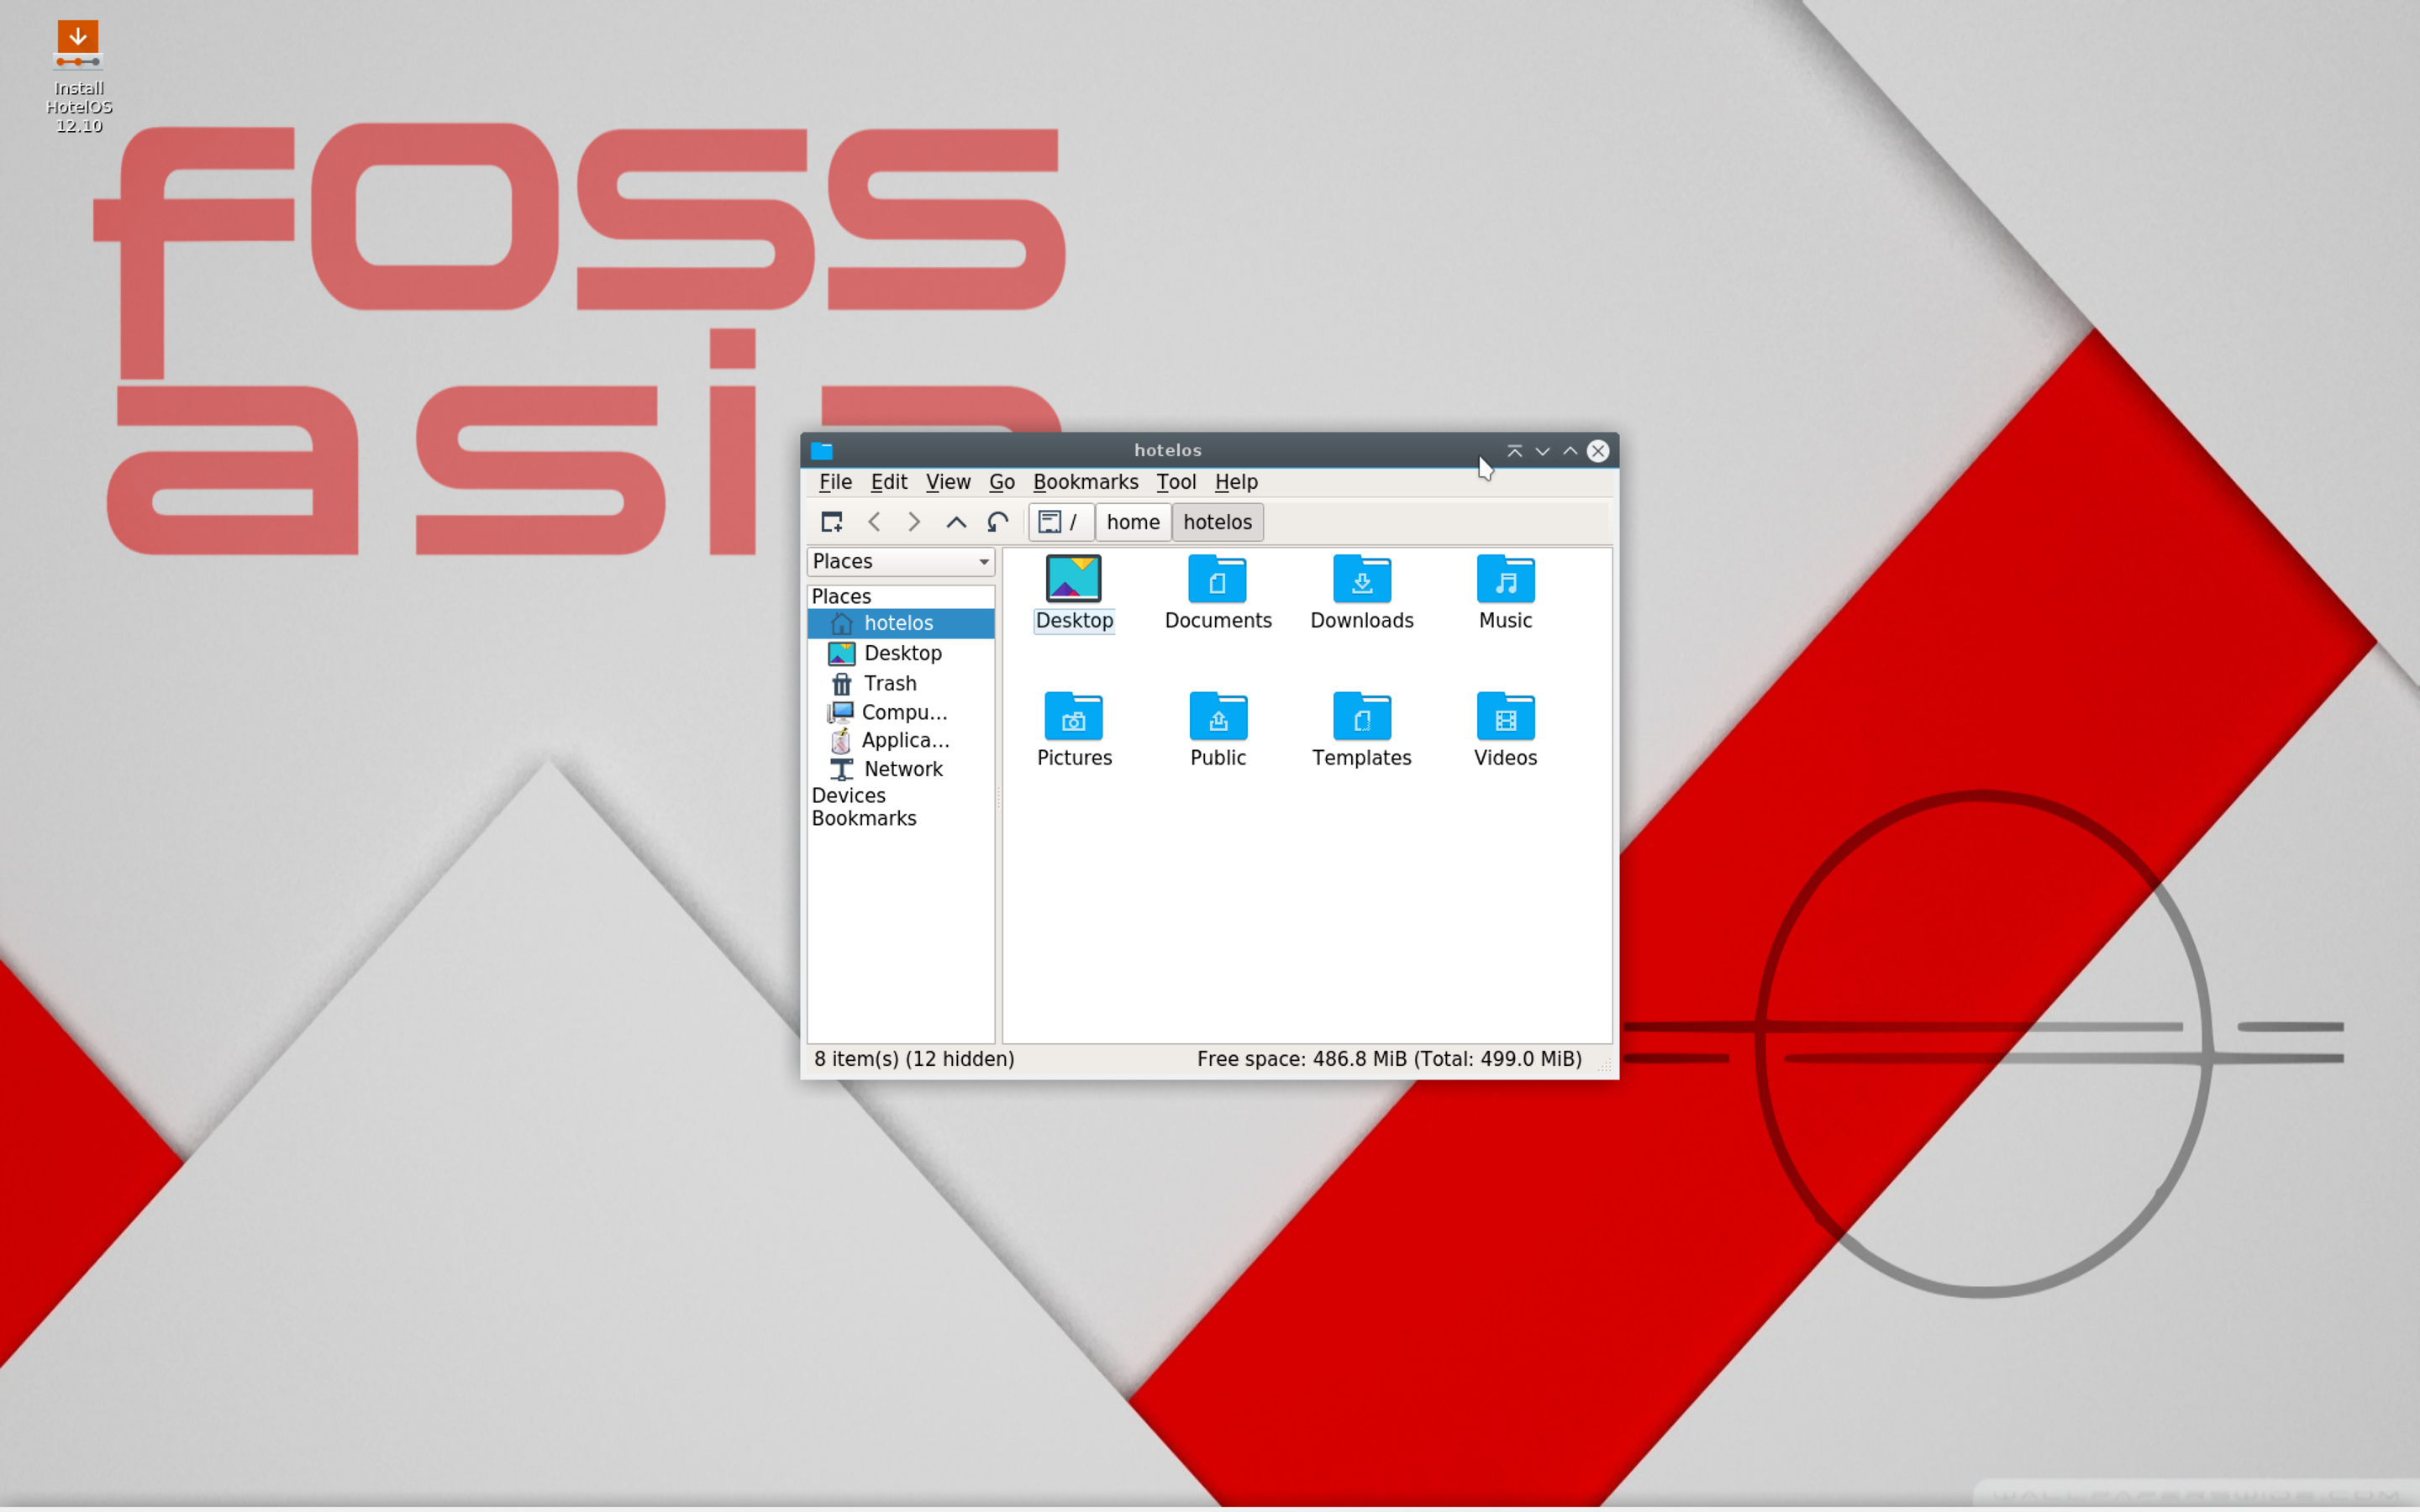 Install
HotelOS
12.10
FOSS
asia
hotelos
File Edit View Go Bookmarks Tool Help
/ home hotelos
Places
Places
hotelos
Desktop
Trash
Compu...
Applica...
Network
Devices
Bookmarks
Desktop Documents Downloads Music
Pictures Public Templates Videos
8 item(s) (12 hidden) Free space: 486.8 MiB (Total: 499.0 MiB)